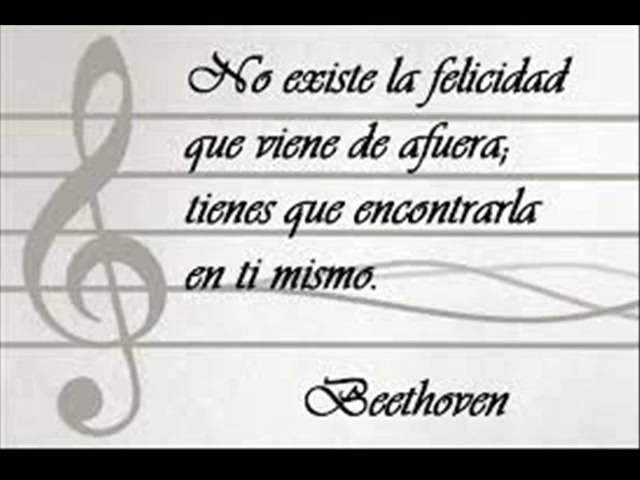 No existe la felicidad
que viene de afuera;
tienes que encontrarla
en ti mismo.
Beethoven